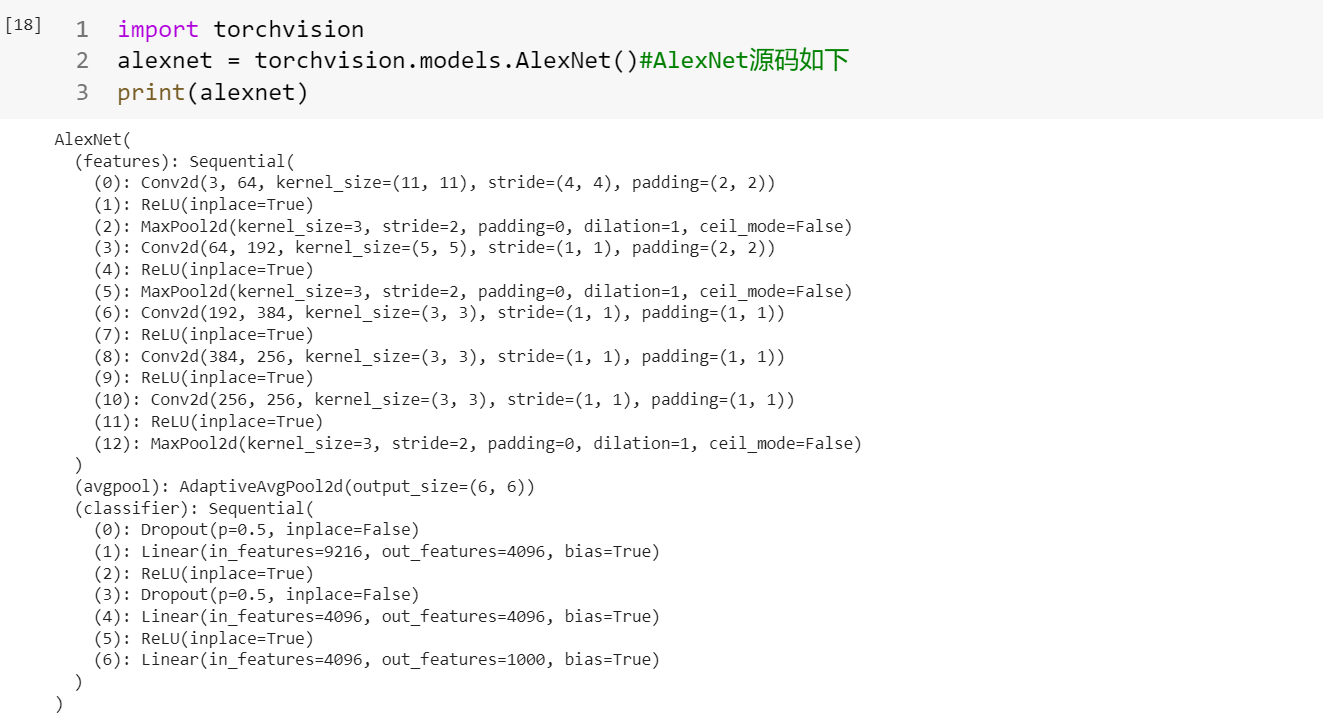 [18] 1 import torchvision
2 alexnet = torchvision.models.AlexNet()#AlexNet源码如下
3 print(alexnet)
AlexNet(
  (features): Sequential(
    (0): Conv2d(3, 64, kernel_size=(11, 11), stride=(4, 4), padding=(2, 2))
    (1): ReLU(inplace=True)
    (2): MaxPool2d(kernel_size=3, stride=2, padding=0, dilation=1, ceil_mode=False)
    (3): Conv2d(64, 192, kernel_size=(5, 5), stride=(1, 1), padding=(2, 2))
    (4): ReLU(inplace=True)
    (5): MaxPool2d(kernel_size=3, stride=2, padding=0, dilation=1, ceil_mode=False)
    (6): Conv2d(192, 384, kernel_size=(3, 3), stride=(1, 1), padding=(1, 1))
    (7): ReLU(inplace=True)
    (8): Conv2d(384, 256, kernel_size=(3, 3), stride=(1, 1), padding=(1, 1))
    (9): ReLU(inplace=True)
    (10): Conv2d(256, 256, kernel_size=(3, 3), stride=(1, 1), padding=(1, 1))
    (11): ReLU(inplace=True)
    (12): MaxPool2d(kernel_size=3, stride=2, padding=0, dilation=1, ceil_mode=False)
  )
  (avgpool): AdaptiveAvgPool2d(output_size=(6, 6))
  (classifier): Sequential(
    (0): Dropout(p=0.5, inplace=False)
    (1): Linear(in_features=9216, out_features=4096, bias=True)
    (2): ReLU(inplace=True)
    (3): Dropout(p=0.5, inplace=False)
    (4): Linear(in_features=4096, out_features=4096, bias=True)
    (5): ReLU(inplace=True)
    (6): Linear(in_features=4096, out_features=1000, bias=True)
  )
)